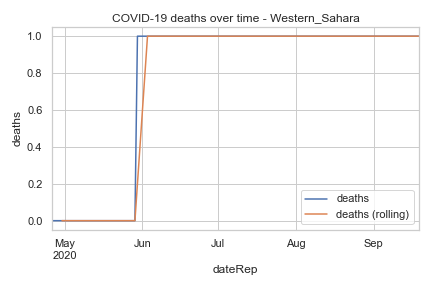 COVID-19 deaths over time - Western_Sahara
1.0
0.8
0.6
0.4
0.2
0.0
deaths
deaths
deaths (rolling)
May
2020
Jun
Jul
Aug
Sep
dateRep